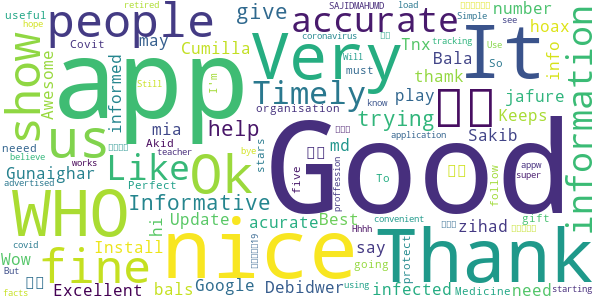 SAJIDMAHUMD
retired
useful
hope
Covit
people
give
accurate
load
Simple
number
see
hoax
coronavirus
tracking
Use
may
Cumilla
Tnx
Very
It
Will
So
show
Awesome
informed
app
I'm
Still
thamk
Bala
must
info
Timely
play
jafure
know
us
help
organisation
trying
Keeps
mia
Akid
md
Sakib
application
information
neeed
believe
teacher
works
Like
Ok
Good
stars
five
proffession
To
appw
super
Gunaighar
Perfect
bye
Informative
follow
advertised
WHO
hi
Update
acurate
Best
zihad
convenient
Wow
But
fine
Install
nice
Hhhh
say
protect
going
gift
covid
Google
infected
Thank
need
facts
Excellent
bals
Debidwer
using
Medicine
starting